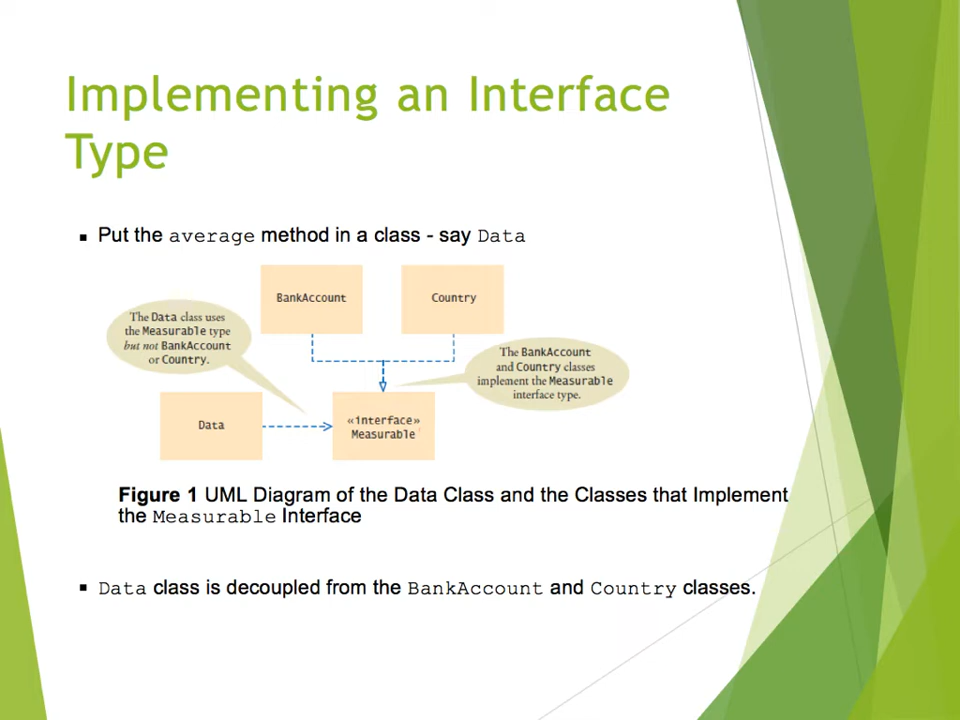 Implementing an Interface
Type
▪ Put the average method in a class - say Data
BankAccount
Country
The Data class uses
the Measurable type
but not BankAccount
or Country.
The BankAccount
and Country classes
implement the Measurable
interface type.
Data
«interface»
Measurable
Figure 1 UML Diagram of the Data Class and the Classes that Implement
the Measurable Interface
▪ Data class is decoupled from the BankAccount and Country classes.